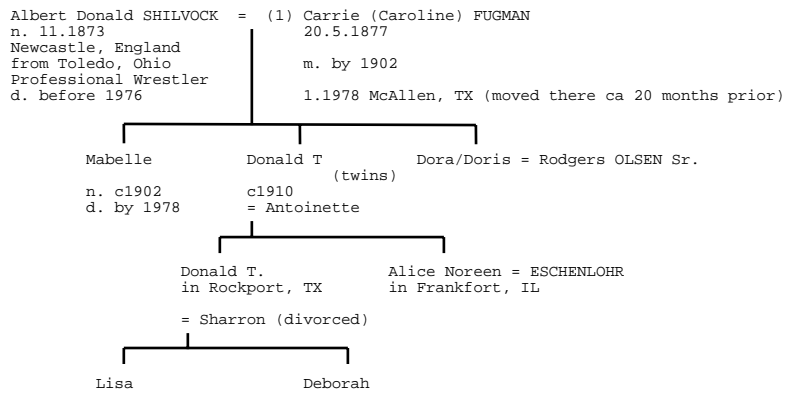 Albert Donald SHILVOCK = (1) Carrie (Caroline) FUGMAN
n. 11.1873 20.5.1877
Newcastle, England
from Toledo, Ohio m. by 1902
Professional Wrestler
d. before 1976 1.1978 McAllen, TX (moved there ca 20 months prior)
Mabelle Donald T Dora/Doris = Rodgers OLSEN Sr.
(twins)
n. c1902 c1910
d. by 1978 = Antoinette
Donald T. Alice Noreen = ESCHENLOHR
in Rockport, TX in Frankfort, IL
= Sharron (divorced)
Lisa Deborah